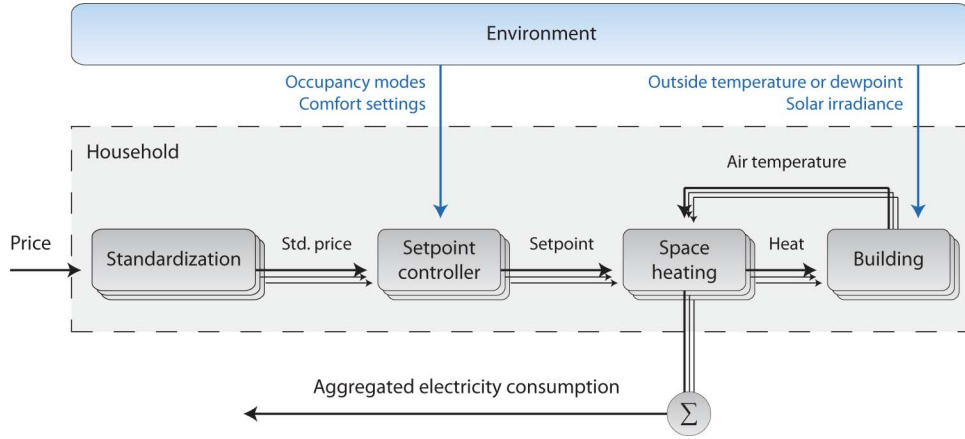 Environment
Occupancy modes
Comfort settings
Outside temperature or dewpoint
Solar irradiance
Household
Air temperature
Price
Standardization
Std. price
Setpoint
controller
Setpoint
Space
heating
Heat
Building
Aggregated electricity consumption
Σ